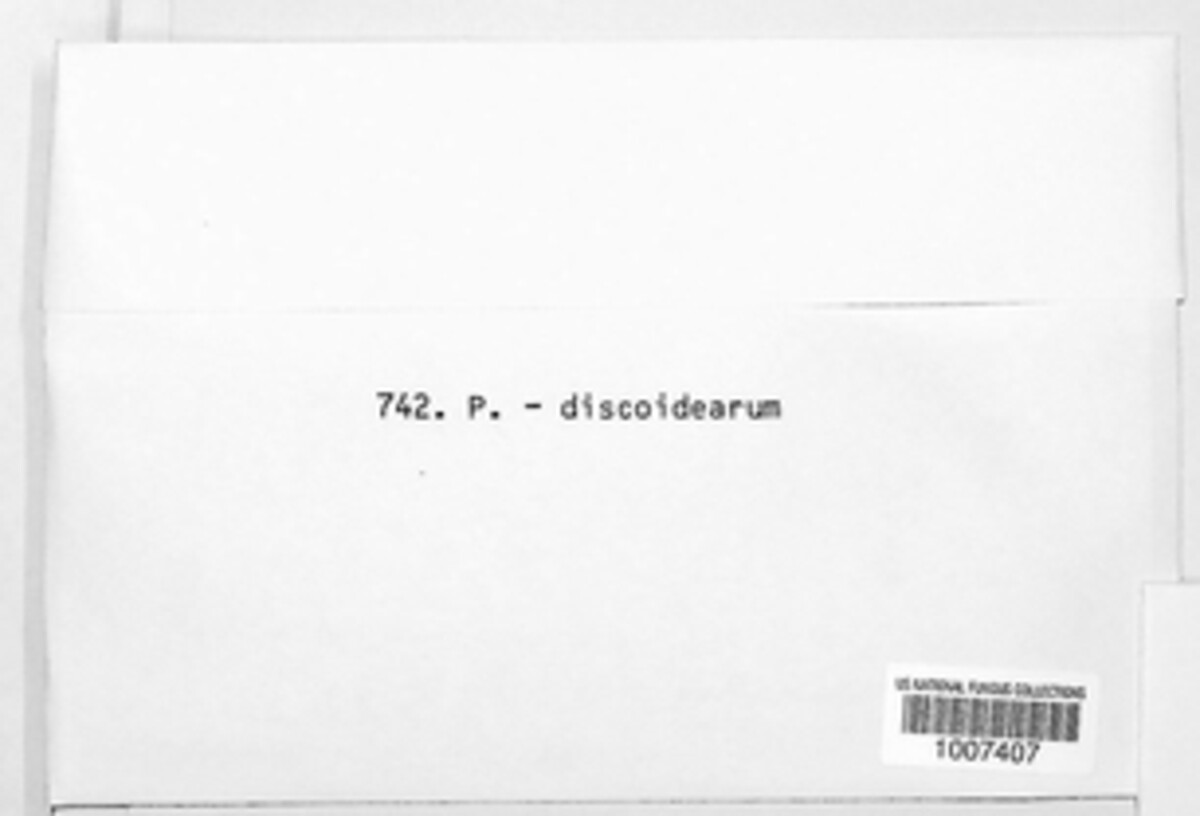 742. P. - discoidearum
US NATIONAL FUNGUS COLLECTIONS
1007407